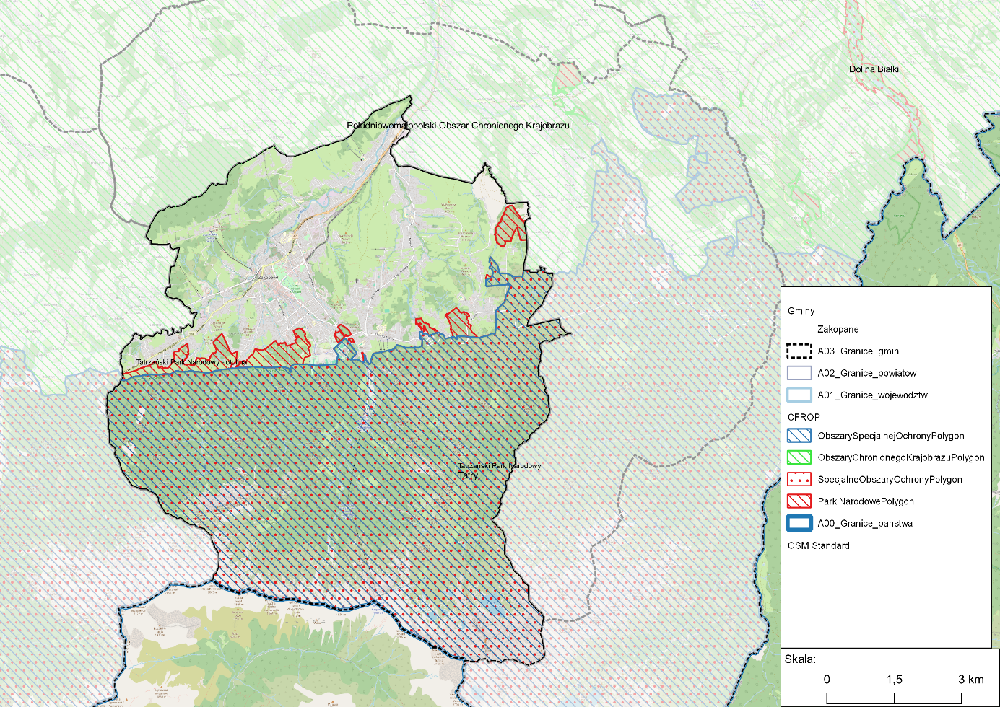 Dolina Białki
Południowomałopolski Obszar Chronionego Krajobrazu
Zakopane
Tatrzański Park Narodowy - otulina
Tatrzański Park Narodowy
Tatry
Gminy
Zakopane
A03_Granice_gmin
A02_Granice_powiatow
A01_Granice_wojewodztw
CFROP
ObszarySpecjalnejOchronyPolygon
ObszaryChronionegoKrajobrazuPolygon
SpecjalneObszaryOchronyPolygon
ParkiNarodowePolygon
A00_Granice_panstwa
OSM Standard
Skala:
0 1,5 3 km